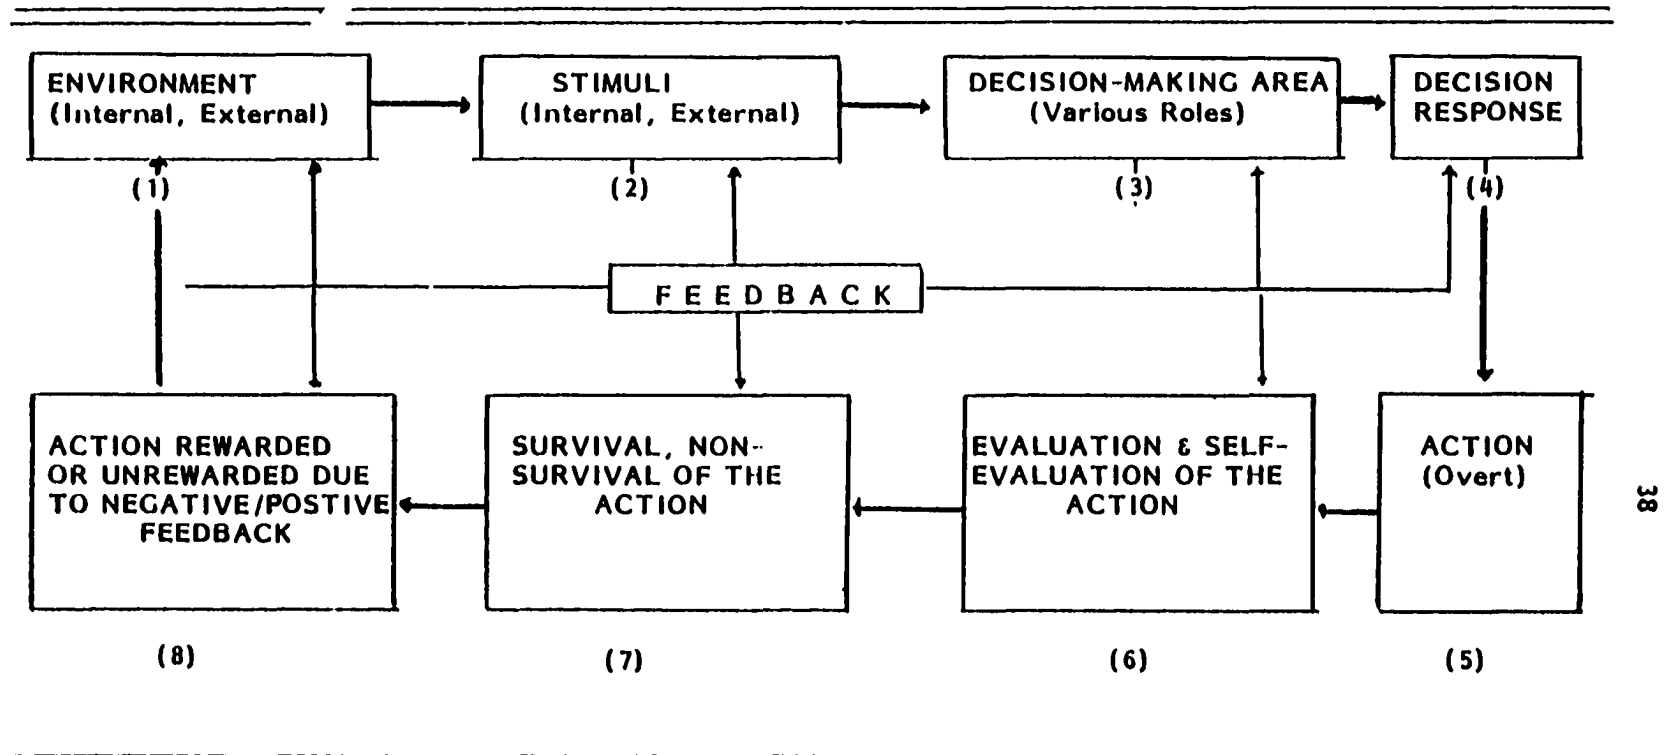 ENVIRONMENT
(Internal, External)
(1)
STIMULI
(Internal, External)
(2)
DECISION-MAKING AREA
(Various Roles)
(3)
DECISION
RESPONSE
(4)
FEEDBACK
ACTION REWARDED
OR UNREWARDED DUE
TO NEGATIVE/POSTIVE
FEEDBACK
(8)
SURVIVAL, NON-
SURVIVAL OF THE
ACTION
(7)
EVALUATION & SELF-
EVALUATION OF THE
ACTION
(6)
ACTION
(Overt)
(5)
38